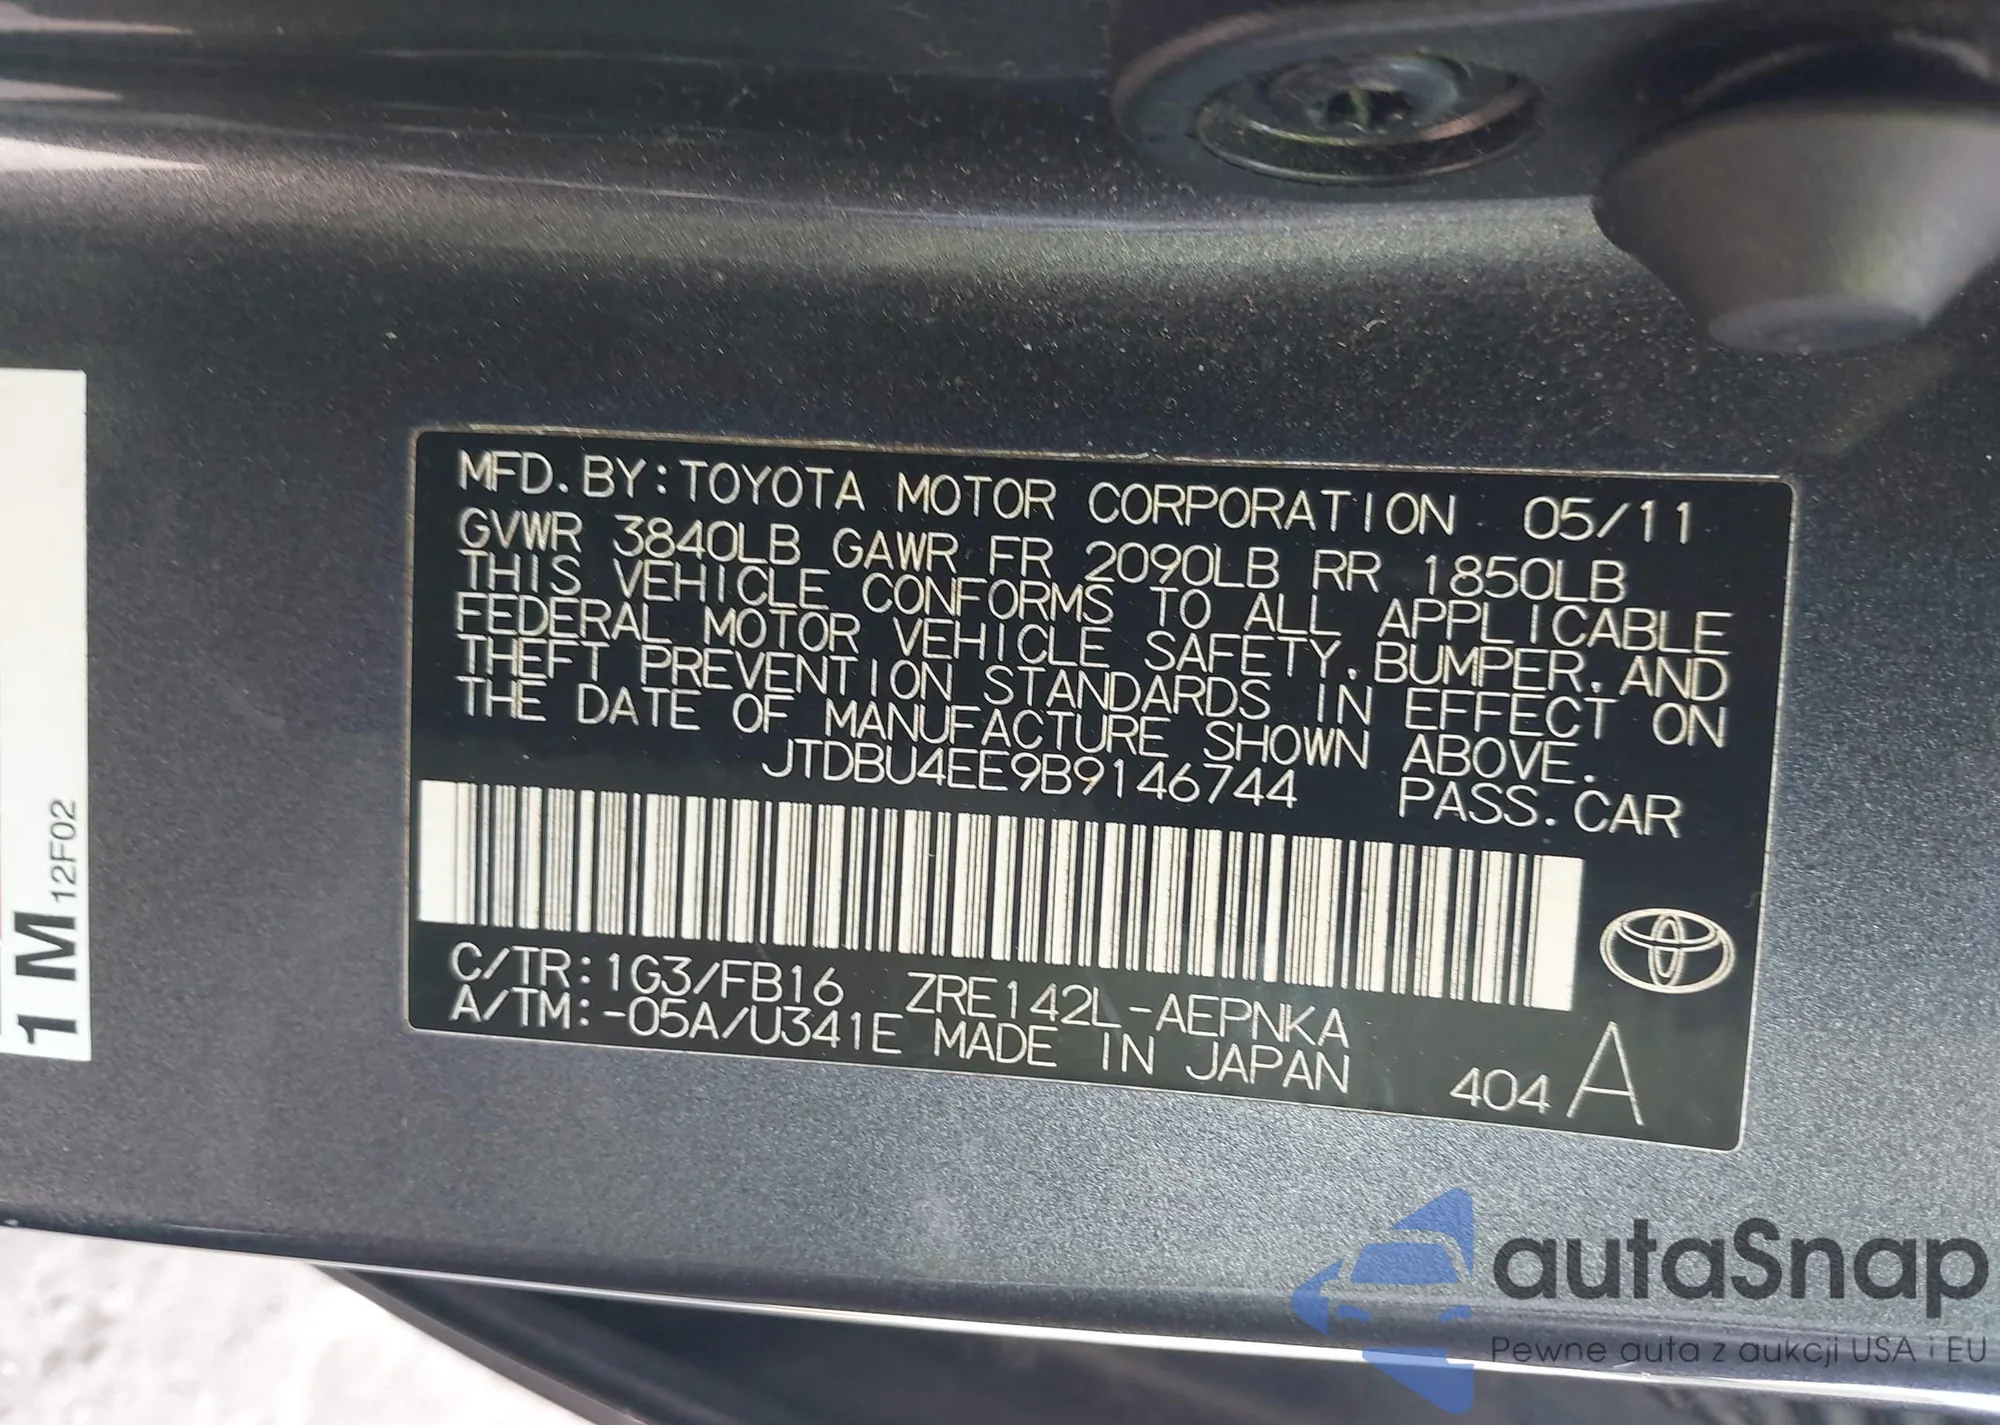 MFD. BY: TOYOTA MOTOR CORPORATION 05/11
GVWR 3840LB GAWR FR 2090LB RR 1850LB
THIS VEHICLE CONFORMS TO ALL APPLICABLE
FEDERAL MOTOR VEHICLE SAFETY, BUMPER, AND
THEFT PREVENTION STANDARDS IN EFFECT ON
THE DATE OF MANUFACTURE SHOWN ABOVE.
JTDBU4EE9B9146744 PASS. CAR
C/TR: 1G3/FB16 ZRE142L-AEPNKA
A/TM: -05A/U341E MADE IN JAPAN 404 A
1 M 12F02
autaSnap
Pewne auta z aukcji USA i EU